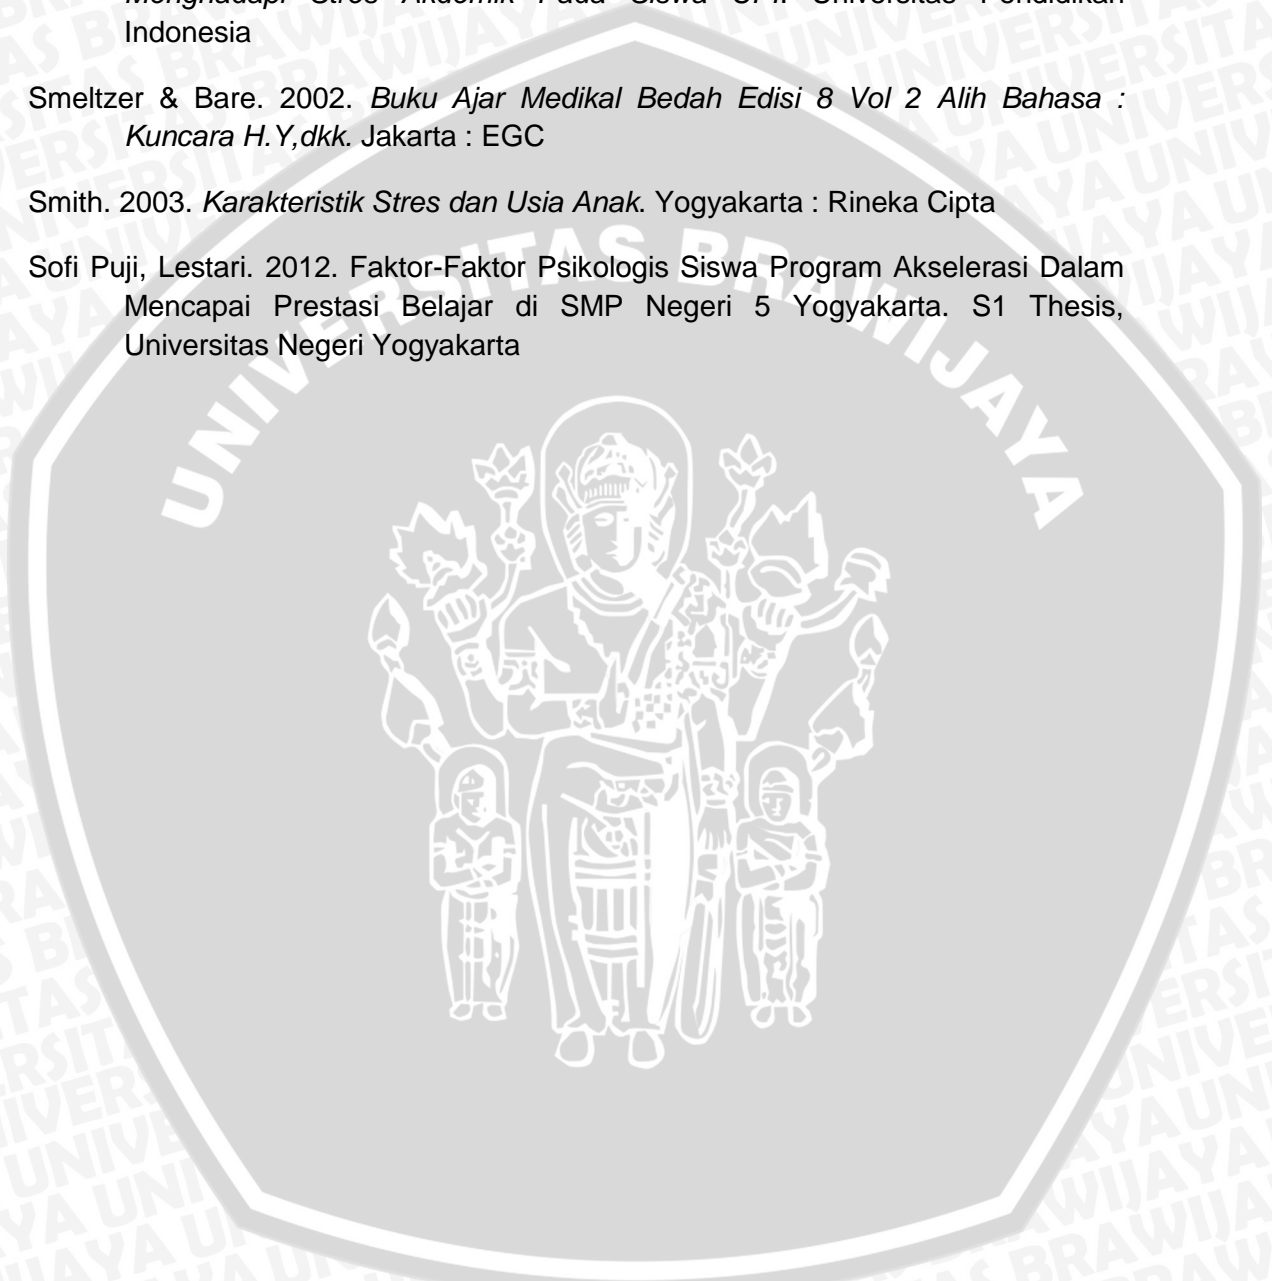 Menghadapi Stres Akdemik Pada Siswa UPI. Universitas Pendidikan
Indonesia
Smeltzer & Bare. 2002. Buku Ajar Medikal Bedah Edisi 8 Vol 2 Alih Bahasa :
Kuncara H.Y,dkk. Jakarta : EGC
Smith. 2003. Karakteristik Stres dan Usia Anak. Yogyakarta : Rineka Cipta
Sofi Puji, Lestari. 2012. Faktor-Faktor Psikologis Siswa Program Akselerasi Dalam
Mencapai Prestasi Belajar di SMP Negeri 5 Yogyakarta. S1 Thesis,
Universitas Negeri Yogyakarta
UNIVERSITAS BRAWIJAYA